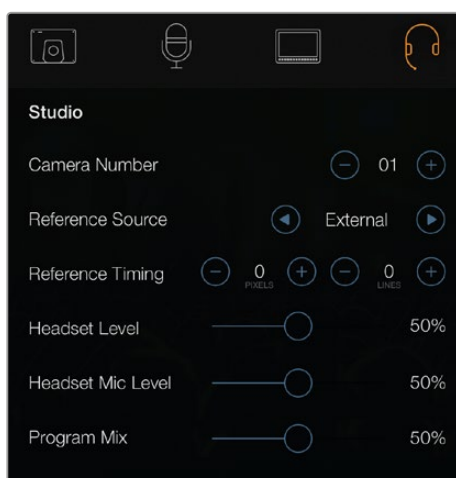 Studio
Camera Number 01
Reference Source External
Reference Timing 0 PIXELS 0 LINES
Headset Level 50%
Headset Mic Level 50%
Program Mix 50%